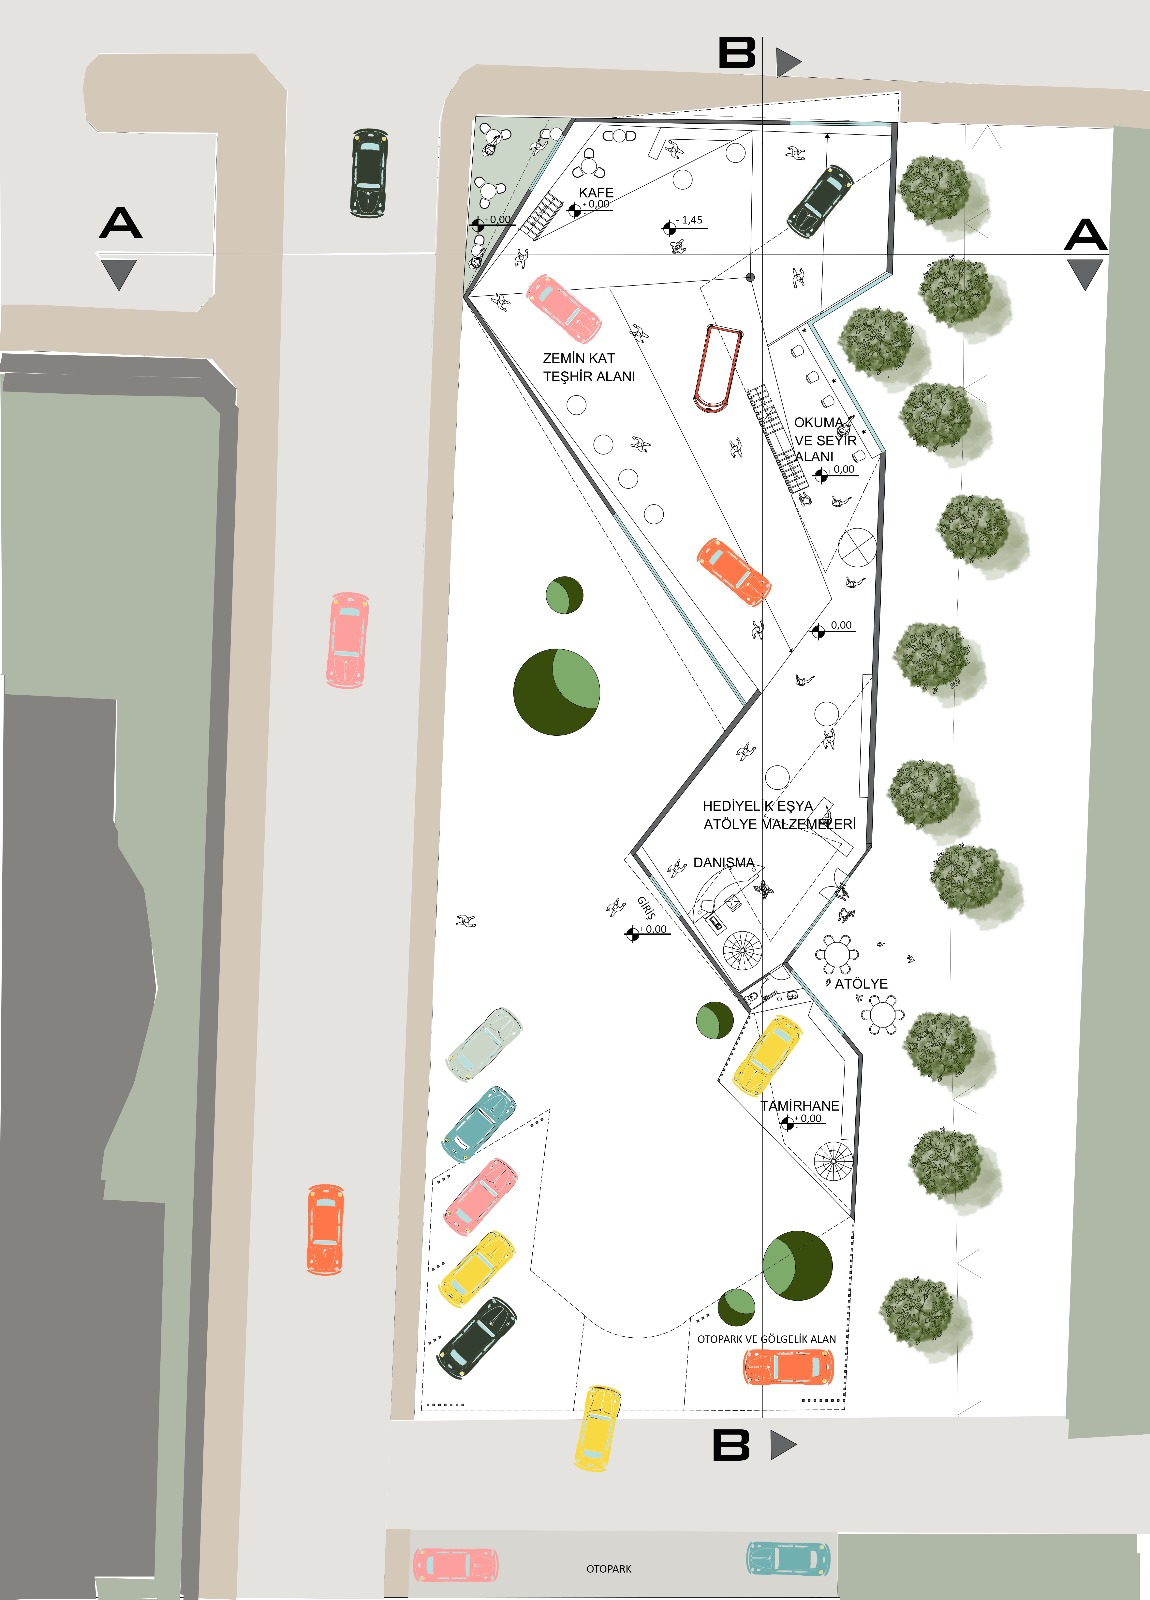 B
A
A
KAFE
+0,00
- 0,00
- 1,45
ZEMİN KAT
TEŞHİR ALANI
OKUMA
VE SEYİR
ALANI
0,00
0,00
HEDİYELİK EŞYA
ATÖLYE MALZEMELERİ
DANIŞMA
GİRİŞ
+0,00
ATÖLYE
TAMİRHANE
+0,00
OTOPARK VE GÖLGELİK ALAN
B
OTOPARK